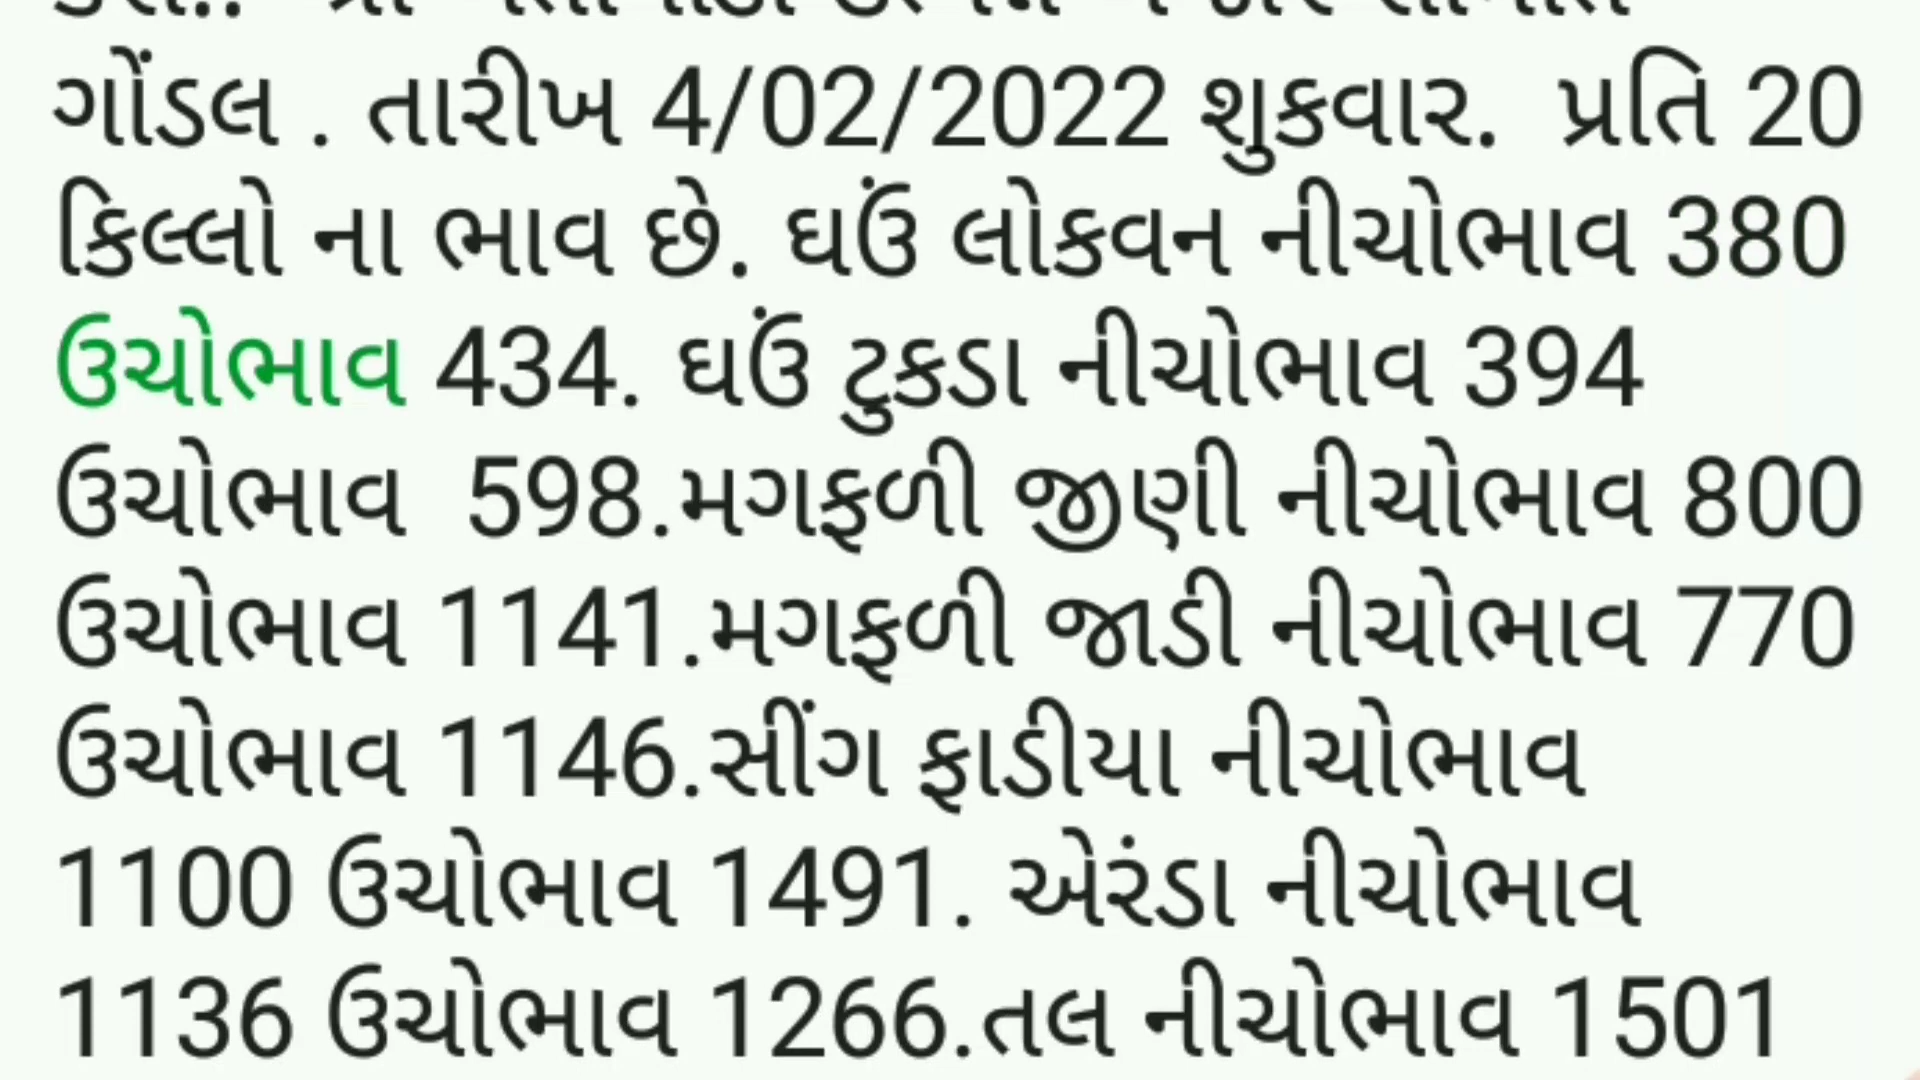 ગોંડલ . તારીખ 4/02/2022 શુકવાર. પ્રતિ 20
કિલ્લો ના ભાવ છે. ઘઉં લોકવન નીચોભાવ 380
ઉચોભાવ 434. ઘઉં ટુકડા નીચોભાવ 394
ઉચોભાવ 598.મગફળી જીણી નીચોભાવ 800
ઉચોભાવ 1141.મગફળી જાડી નીચોભાવ 770
ઉચોભાવ 1146.સીંગ ફાડીયા નીચોભાવ
1100 ઉચોભાવ 1491. એરંડા નીચોભાવ
1136 ઉચોભાવ 1266.તલ નીચોભાવ 1501